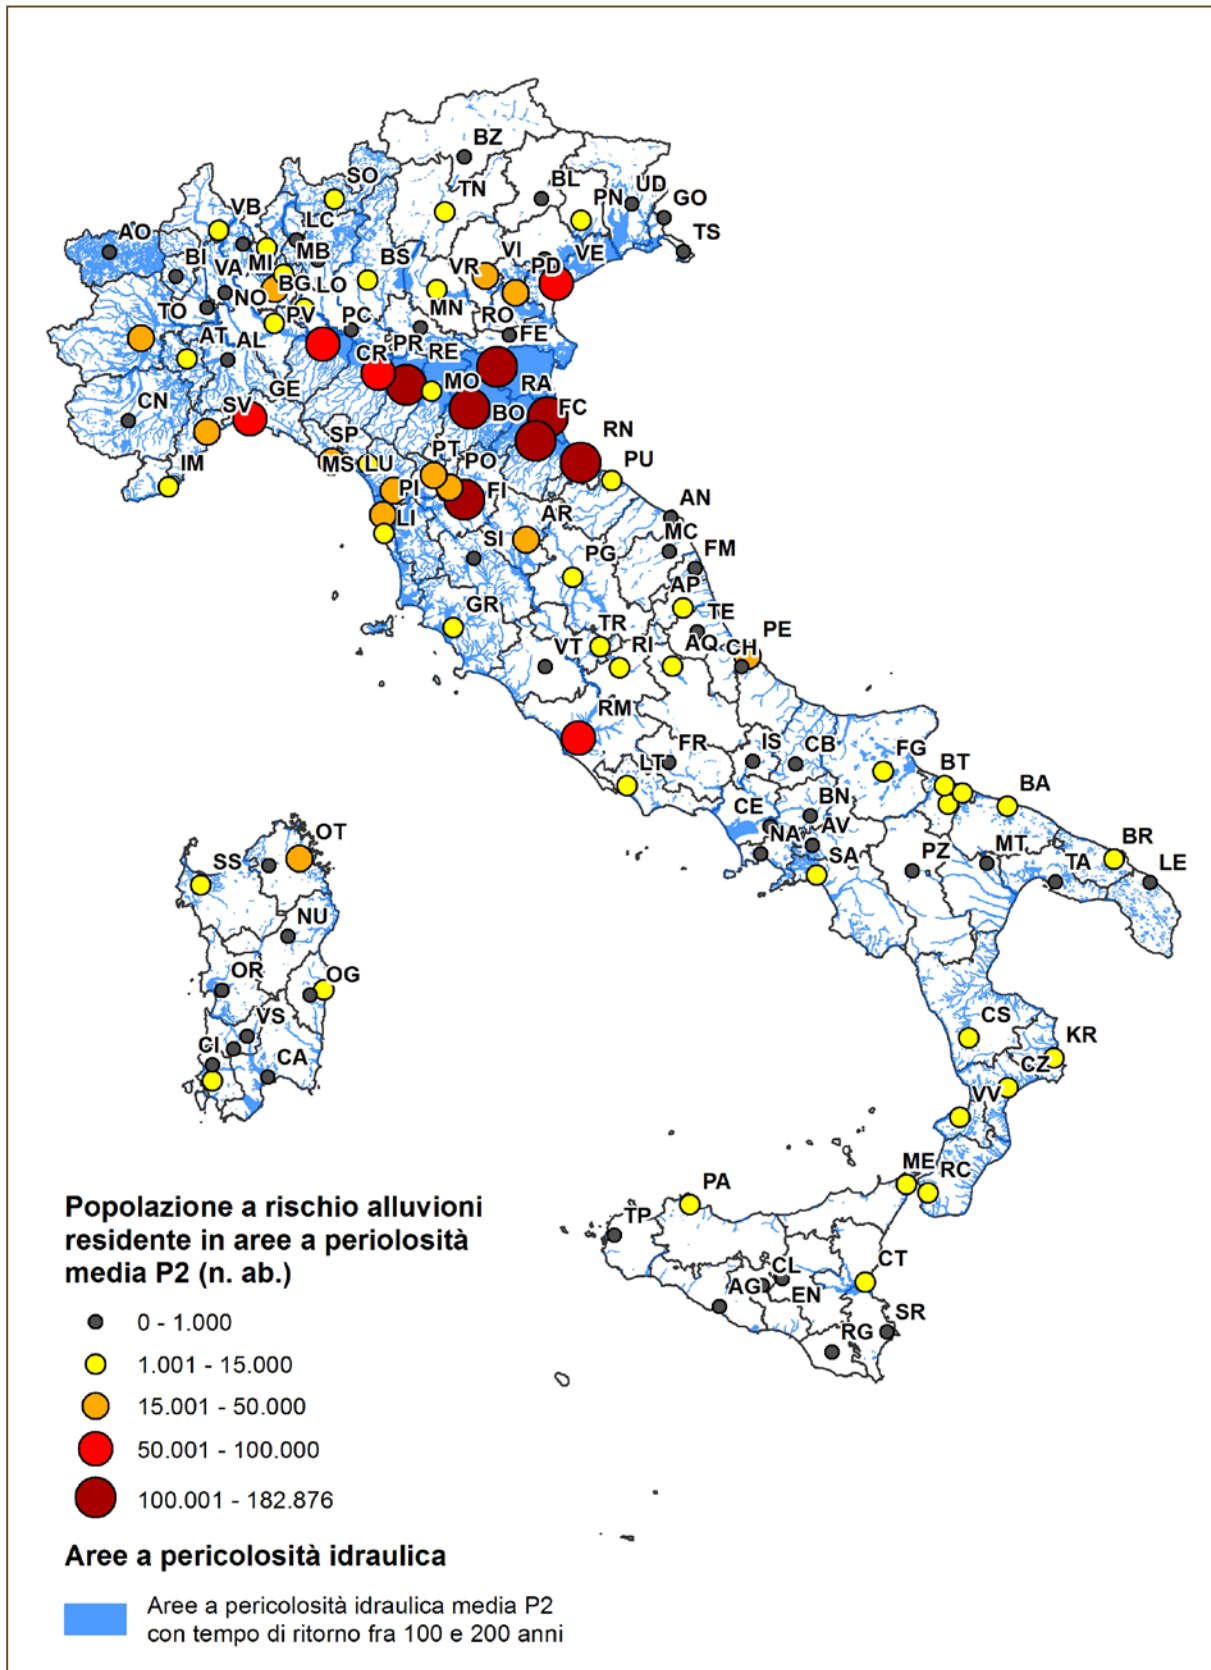 BZ
BL
UD
PN
GO
TS
SO
TN
VB
LC
AO
MB
BI
VA
MI
BS
VI
VE
VR
PD
BG
LO
NO
TO
MN
RO
PV
PC
FE
AT
AL
PR
RE
CR
MO
RA
CN
GE
SV
BO
FC
RN
SP
PT
PO
PU
IM
MS
LU
PI
FI
LI
AR
AN
SI
MC
FM
PG
AP
GR
TR
TE
PE
VT
RI
AQ
CH
RM
FR
IS
CB
FG
LT
BT
BA
CE
BN
NA
AV
SA
PZ
MT
BR
TA
LE
OT
SS
NU
OR
OG
VS
CI
CA
CS
KR
CZ
VV
ME
RC
PA
TP
CT
CL
AG
EN
SR
RG
Popolazione a rischio alluvioni
residente in aree a periolosità
media P2 (n. ab.)
0 - 1.000
1.001 - 15.000
15.001 - 50.000
50.001 - 100.000
100.001 - 182.876
Aree a pericolosità idraulica
Aree a pericolosità idraulica media P2
con tempo di ritorno fra 100 e 200 anni